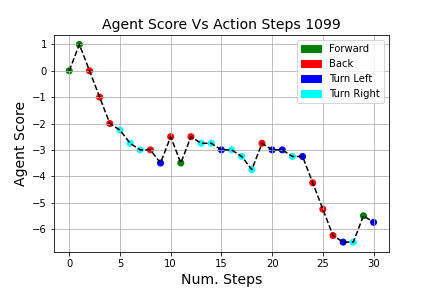 Agent Score Vs Action Steps 1099
Forward
Back
Turn Left
Turn Right
Agent Score
1
0
−1
−2
−3
−4
−5
−6
0 5 10 15 20 25 30
Num. Steps